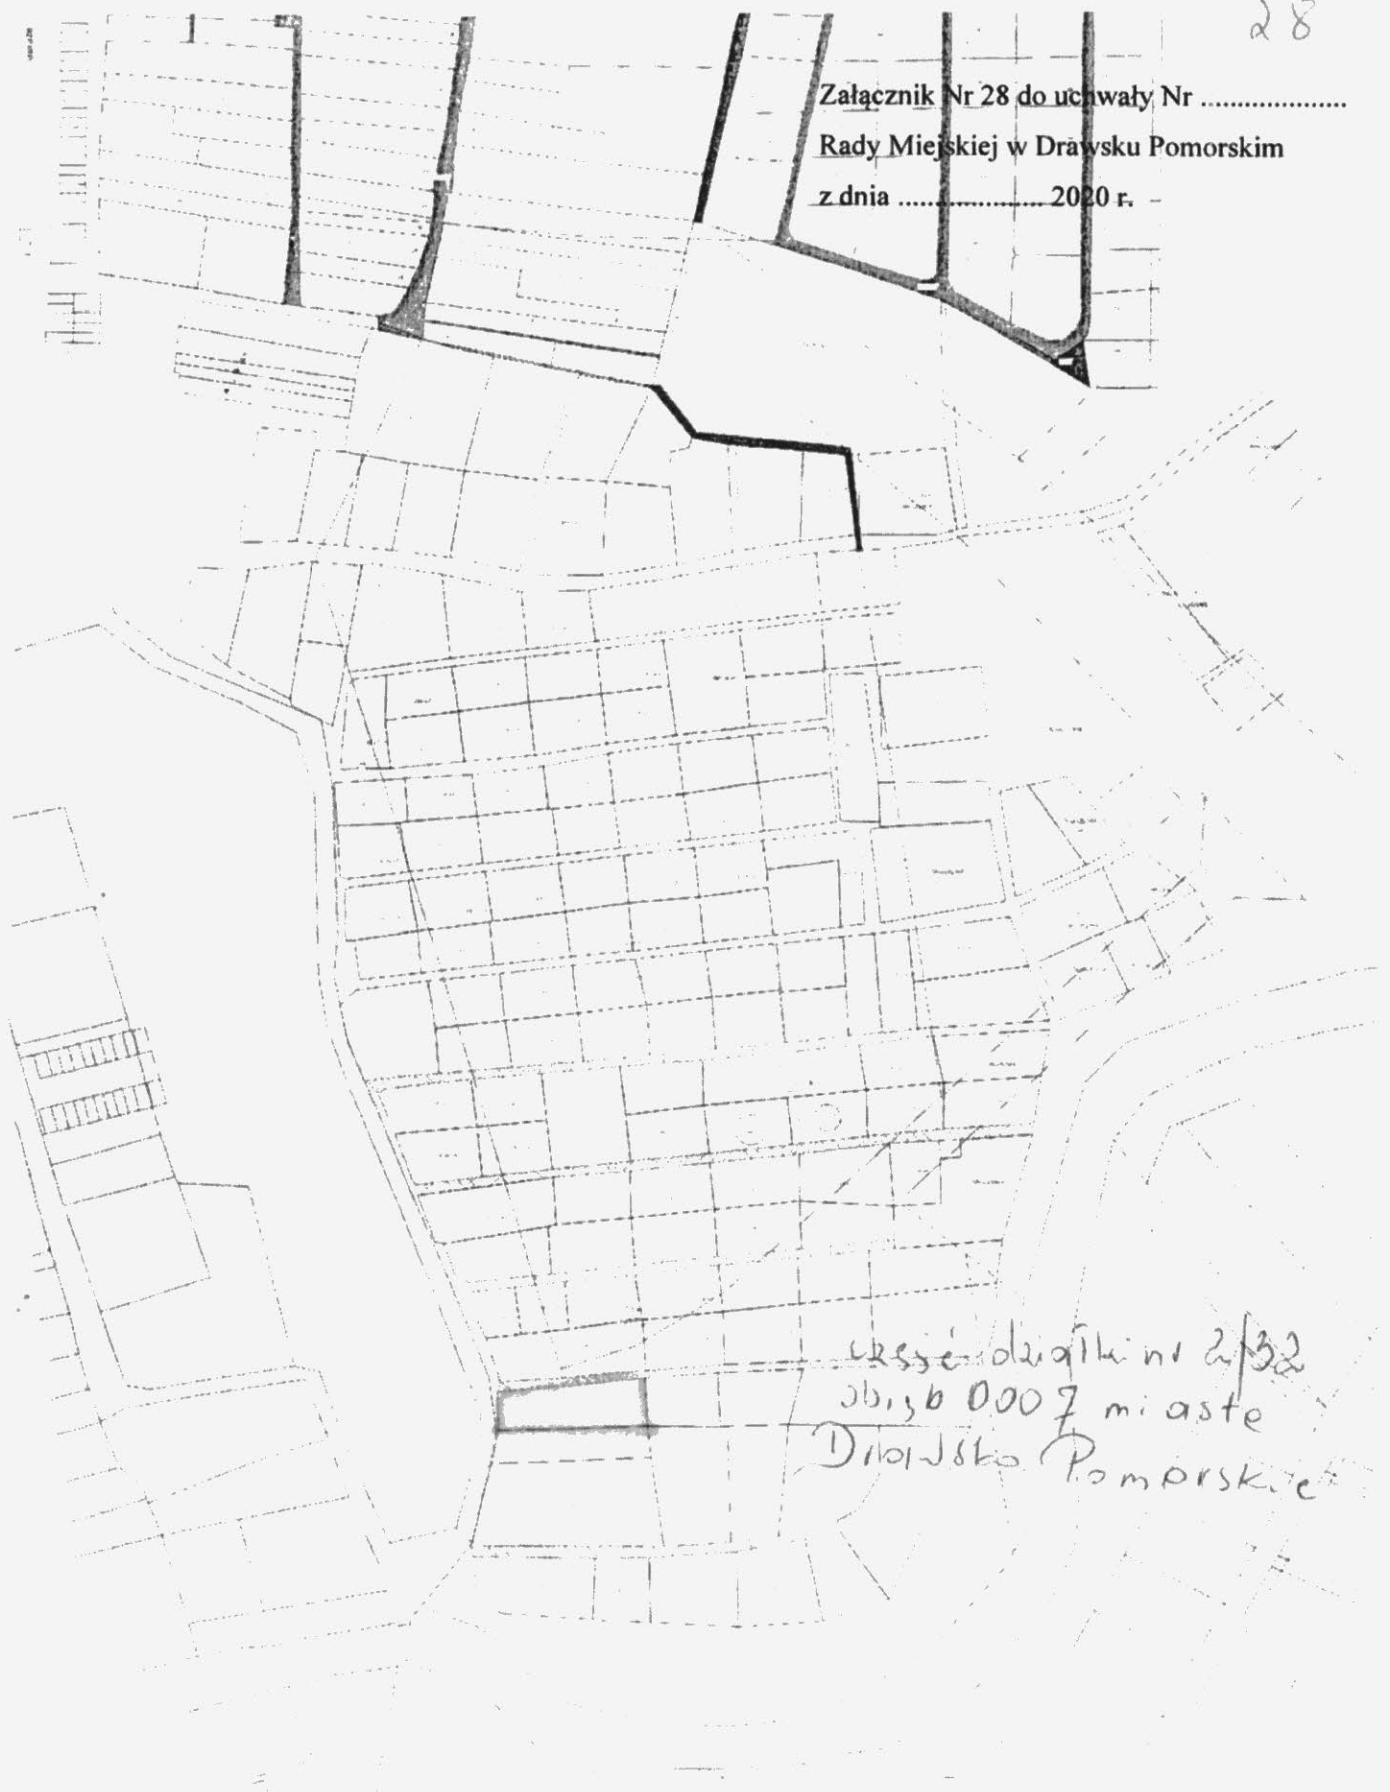 28
Załącznik Nr 28 do uchwały Nr ....................
Rady Miejskiej w Drawsku Pomorskim
z dnia .................... 2020 r.
część działki nr 2/32
obręb 0007 miasto
Drawsko Pomorskie